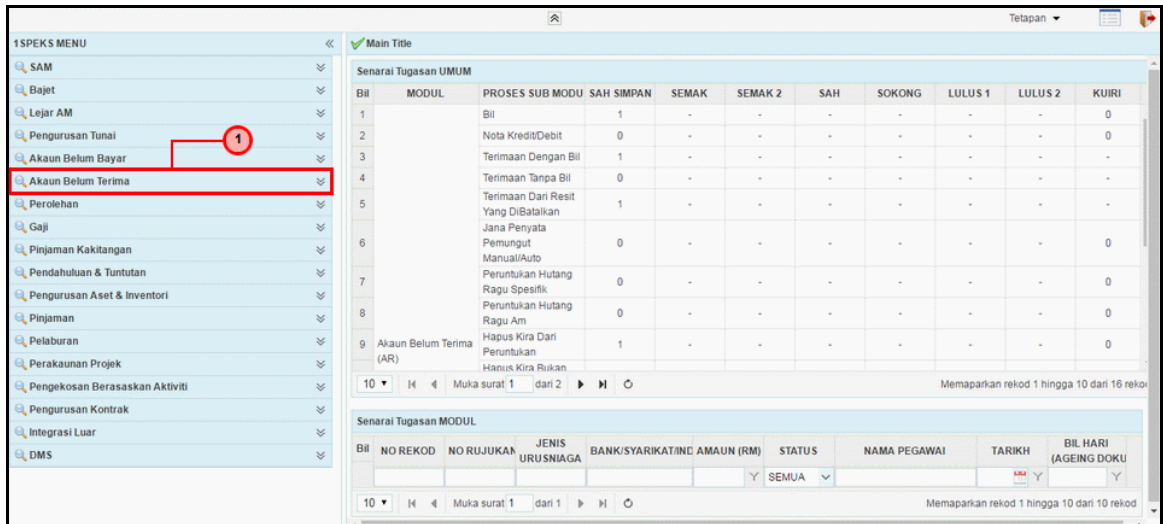 Tetapan
1SPEKS MENU
SAM
Bajet
Lejar AM
Pengurusan Tunai
1
Akaun Belum Bayar
Akaun Belum Terima
Perolehan
Gaji
Pinjaman Kakitangan
Pendahuluan & Tuntutan
Pengurusan Aset & Inventori
Pinjaman
Pelaburan
Perakaunan Projek
Pengekosan Berasaskan Aktiviti
Pengurusan Kontrak
Integrasi Luar
DMS
Main Title
Senarai Tugasan UMUM
Bil MODUL PROSES SUB MODU SAH SIMPAN SEMAK SEMAK 2 SAH SOKONG LULUS 1 LULUS 2 KUIRI
1 Bil 1 - - - - - - 0
2 Nota Kredit/Debit 0 - - - - - - 0
3 Terimaan Dengan Bil 1 - - - - - - -
4 Terimaan Tanpa Bil 0 - - - - - - -
Terimaan Dari Resit
5 Yang DiBatalkan 1 - - - - - - -
Jana Penyata
6 Pemungut 0 - - - - - - 0
Manual/Auto
Peruntukan Hutang
7 Ragu Spesifik 0 - - - - - - 0
Peruntukan Hutang
8 Ragu Am 0 - - - - - - 0
Hapus Kira Dari
9 Akaun Belum Terima Peruntukan 1 - - - - - - 0
(AR)
Hapus Kira Bukan
10 Muka surat 1 dari 2 Memaparkan rekod 1 hingga 10 dari 16 reko
Senarai Tugasan MODUL
Bil NO REKOD NO RUJUKAN JENIS URUSNIAGA BANK/SYARIKAT/IND AMAUN (RM) STATUS NAMA PEGAWAI TARIKH BIL HARI (AGEING DOKU
SEMUA
10 Muka surat 1 dari 1 Memaparkan rekod 1 hingga 10 dari 10 rekod